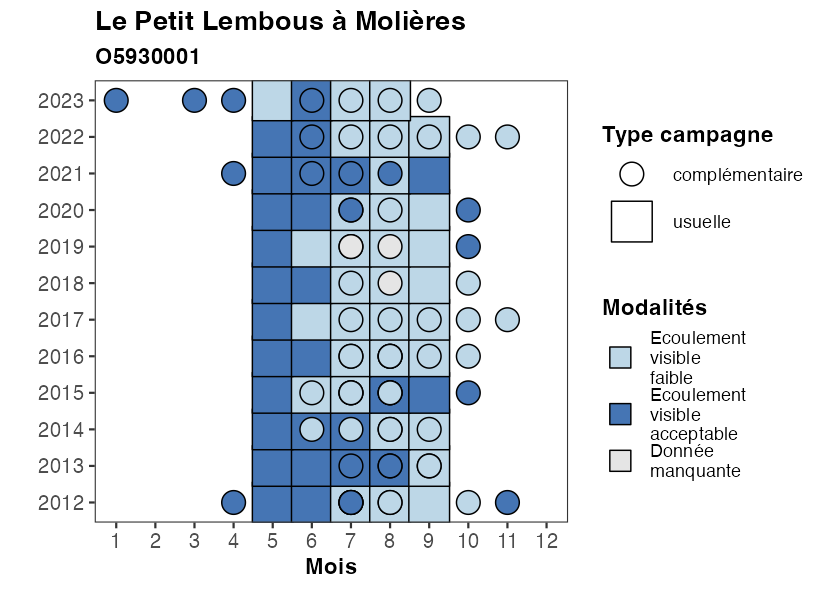 Le Petit Lembous à Molières
O5930001
2023
2022
2021
2020
2019
2018
2017
2016
2015
2014
2013
2012
1 2 3 4 5 6 7 8 9 10 11 12
Mois
Type campagne
complémentaire
usuelle
Modalités
Ecoulement
visible
faible
Ecoulement
visible
acceptable
Donnée
manquante